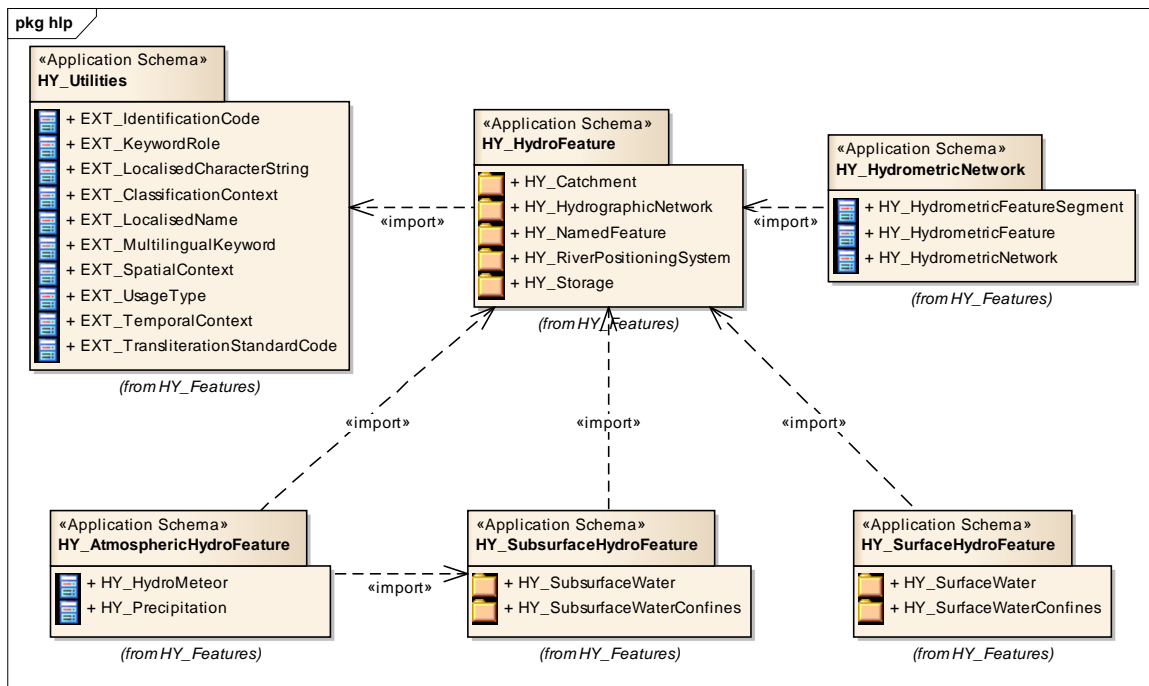 pkg hlp
«Application Schema»
HY_Utilities
+ EXT_IdentificationCode
+ EXT_KeywordRole
+ EXT_LocalisedCharacterString
+ EXT_ClassificationContext
+ EXT_LocalisedName
+ EXT_MultilingualKeyword
+ EXT_SpatialContext
+ EXT_UsageType
+ EXT_TemporalContext
+ EXT_TransliterationStandardCode
(from HY_Features)
«import»
«Application Schema»
HY_HydroFeature
+ HY_Catchment
+ HY_HydrographicNetwork
+ HY_NamedFeature
+ HY_RiverPositioningSystem
+ HY_Storage
(from HY_Features)
«import»
«Application Schema»
HY_HydrometricNetwork
+ HY_HydrometricFeatureSegment
+ HY_HydrometricFeature
+ HY_HydrometricNetwork
(from HY_Features)
«import»
«import»
«import»
«Application Schema»
HY_AtmosphericHydroFeature
+ HY_HydroMeteor
+ HY_Precipitation
(from HY_Features)
«import»
«Application Schema»
HY_SubsurfaceHydroFeature
+ HY_SubsurfaceWater
+ HY_SubsurfaceWaterConfines
(from HY_Features)
«Application Schema»
HY_SurfaceHydroFeature
+ HY_SurfaceWater
+ HY_SurfaceWaterConfines
(from HY_Features)